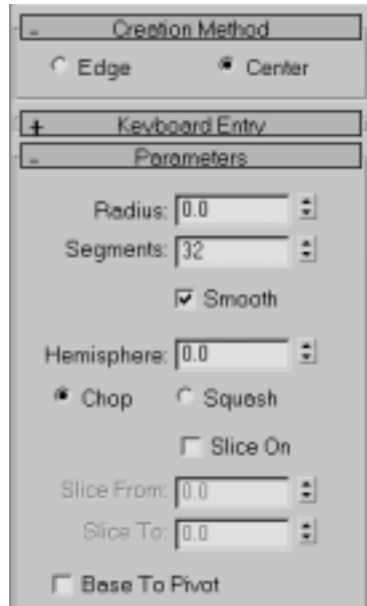 - Creation Method
Edge Center
+ Keyboard Entry
- Parameters
Radius: 0.0
Segments: 32
Smooth
Hemisphere: 0.0
Chop Squash
Slice On
Slice From: 0.0
Slice To: 0.0
Base To Pivot